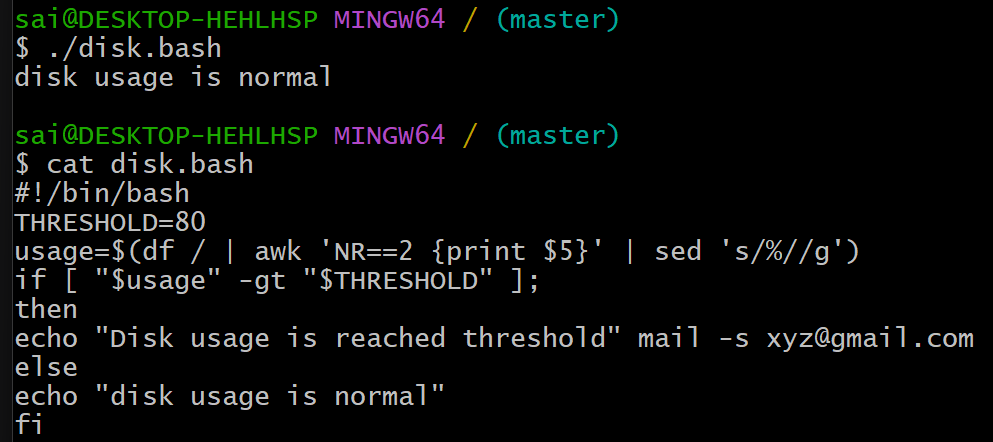 sai@DESKTOP-HEHLHSP MINGW64 / (master)
$ ./disk.bash
disk usage is normal
sai@DESKTOP-HEHLHSP MINGW64 / (master)
$ cat disk.bash
#!/bin/bash
THRESHOLD=80
usage=$(df / | awk 'NR==2 {print $5}' | sed 's/%//g')
if [ "$usage" -gt "$THRESHOLD" ];
then
echo "Disk usage is reached threshold" mail -s xyz@gmail.com
else
echo "disk usage is normal"
fi